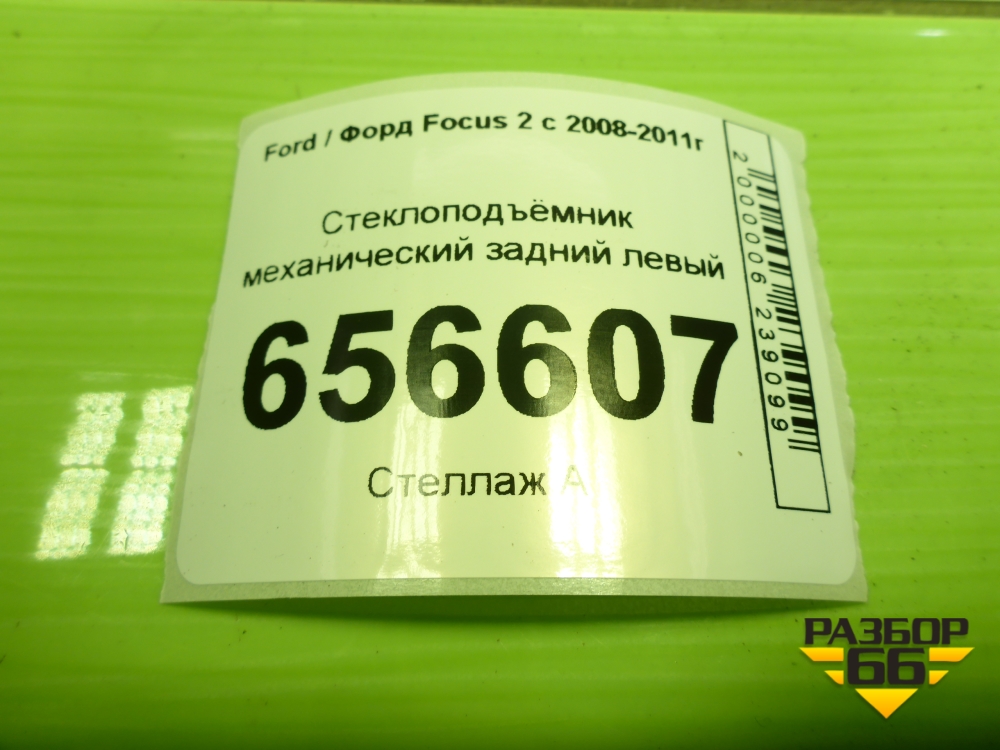 Ford / Форд Focus 2 с 2008-2011г
Стеклоподъёмник
механический задний левый
656607
Стеллаж А
2000006239099
РАЗБОР
66